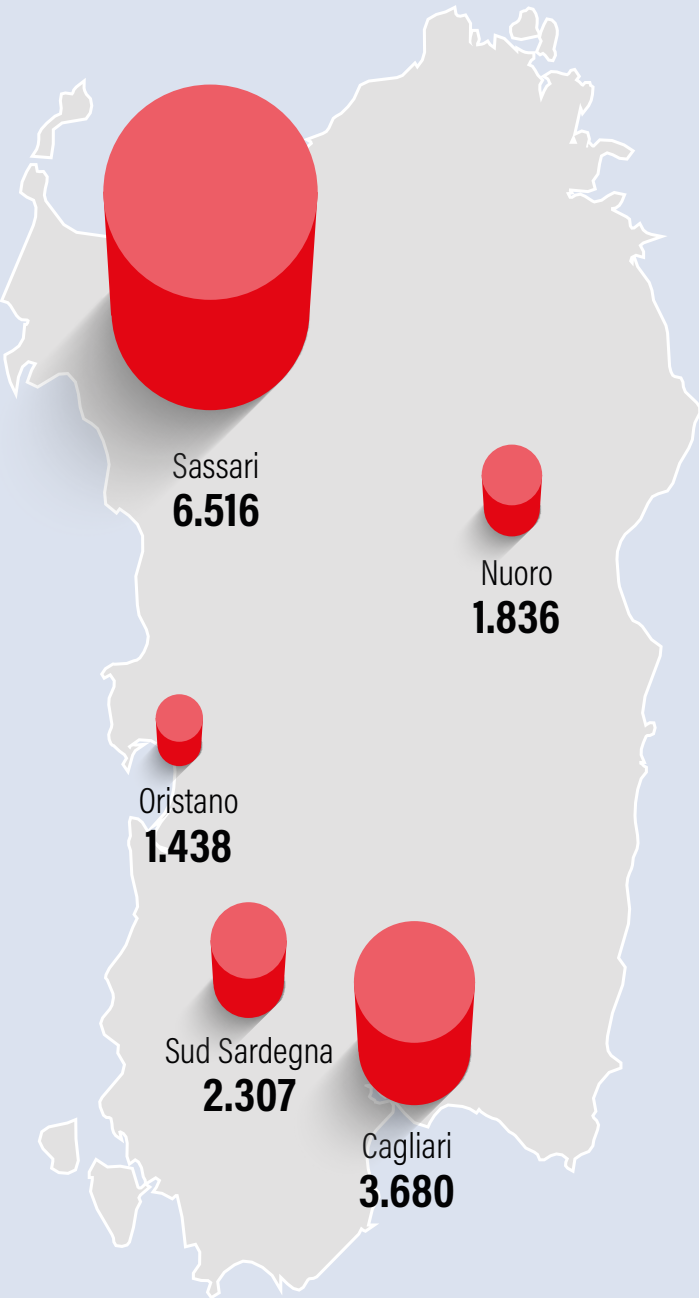 Sassari
6.516
Nuoro
1.836
Oristano
1.438
Sud Sardegna
2.307
Cagliari
3.680